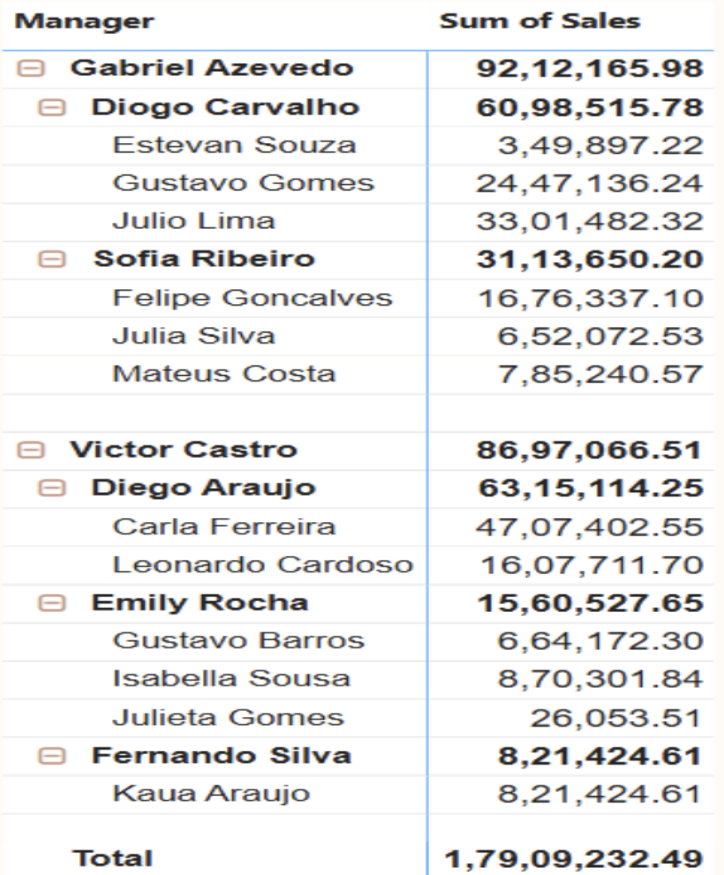 Manager Sum of Sales
Gabriel Azevedo 92,12,165.98
Diogo Carvalho 60,98,515.78
Estevan Souza 3,49,897.22
Gustavo Gomes 24,47,136.24
Julio Lima 33,01,482.32
Sofia Ribeiro 31,13,650.20
Felipe Goncalves 16,76,337.10
Julia Silva 6,52,072.53
Mateus Costa 7,85,240.57
Victor Castro 86,97,066.51
Diego Araujo 63,15,114.25
Carla Ferreira 47,07,402.55
Leonardo Cardoso 16,07,711.70
Emily Rocha 15,60,527.65
Gustavo Barros 6,64,172.30
Isabella Sousa 8,70,301.84
Julieta Gomes 26,053.51
Fernando Silva 8,21,424.61
Kaua Araujo 8,21,424.61
Total 1,79,09,232.49